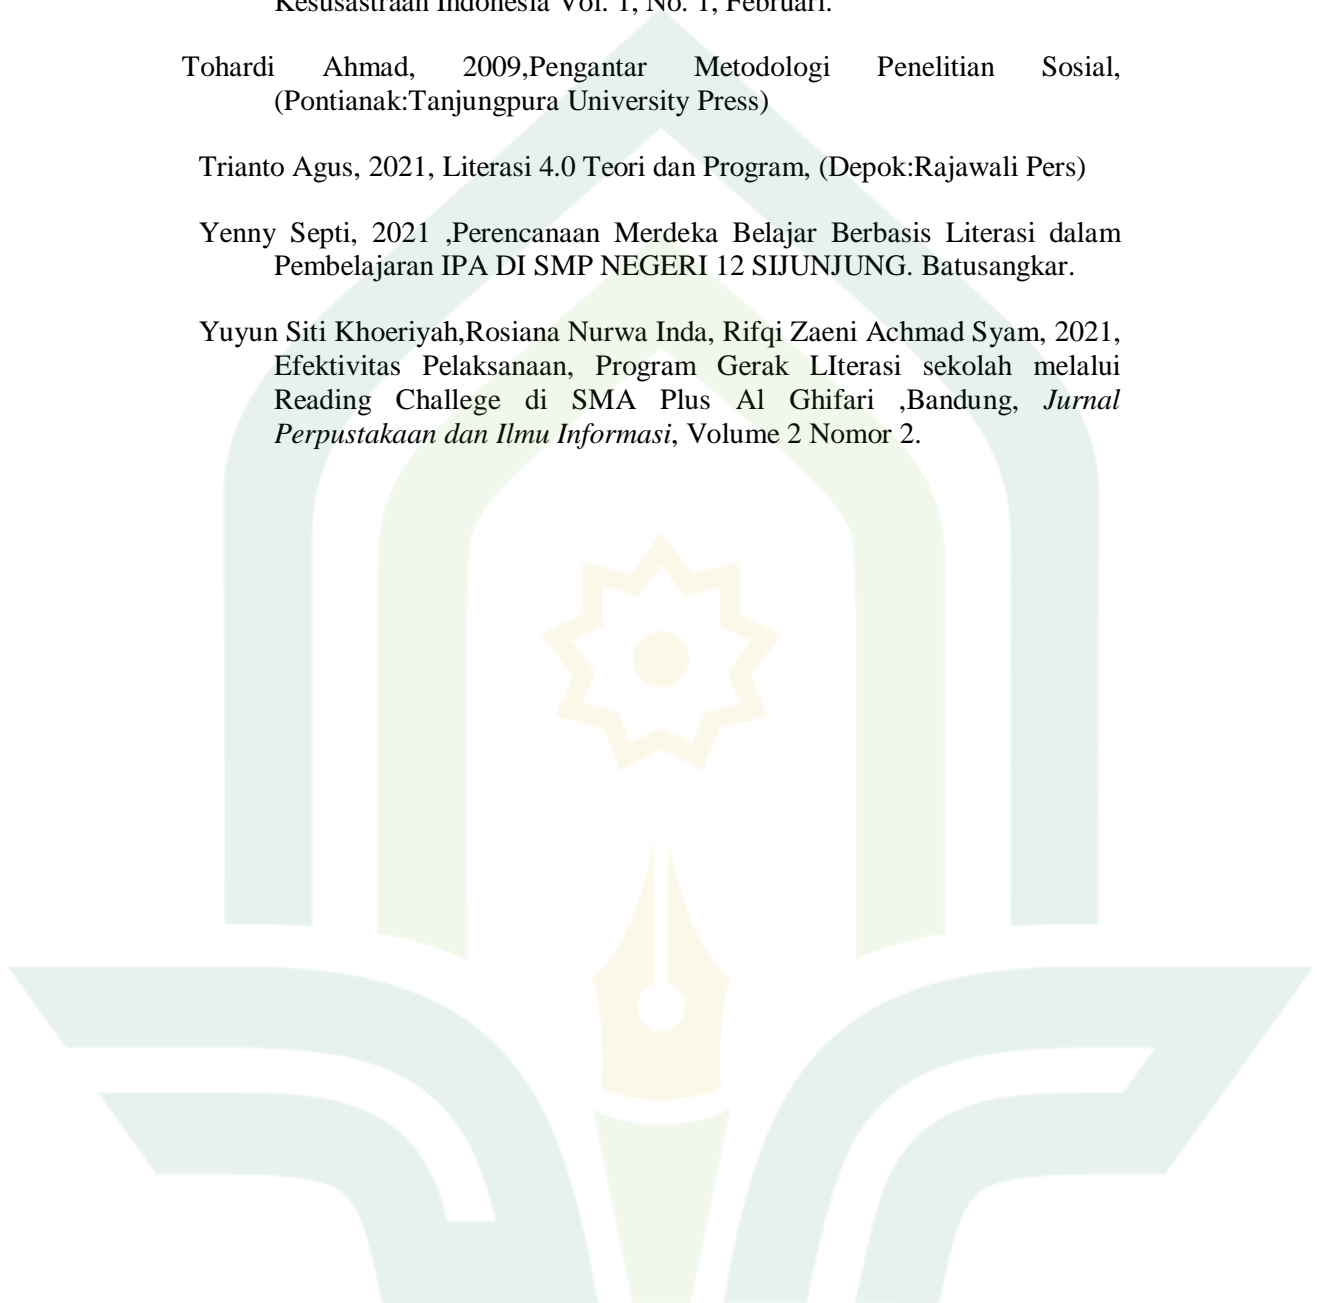 Kesusastraan Indonesia Vol. 1, No. 1, Februari.
Tohardi Ahmad, 2009,Pengantar Metodologi Penelitian Sosial,
(Pontianak:Tanjungpura University Press)
Trianto Agus, 2021, Literasi 4.0 Teori dan Program, (Depok:Rajawali Pers)
Yenny Septi, 2021 ,Perencanaan Merdeka Belajar Berbasis Literasi dalam
Pembelajaran IPA DI SMP NEGERI 12 SIJUNJUNG. Batusangkar.
Yuyun Siti Khoeriyah,Rosiana Nurwa Inda, Rifqi Zaeni Achmad Syam, 2021,
Efektivitas Pelaksanaan, Program Gerak LIterasi sekolah melalui
Reading Challege di SMA Plus Al Ghifari ,Bandung, Jurnal
Perpustakaan dan Ilmu Informasi, Volume 2 Nomor 2.